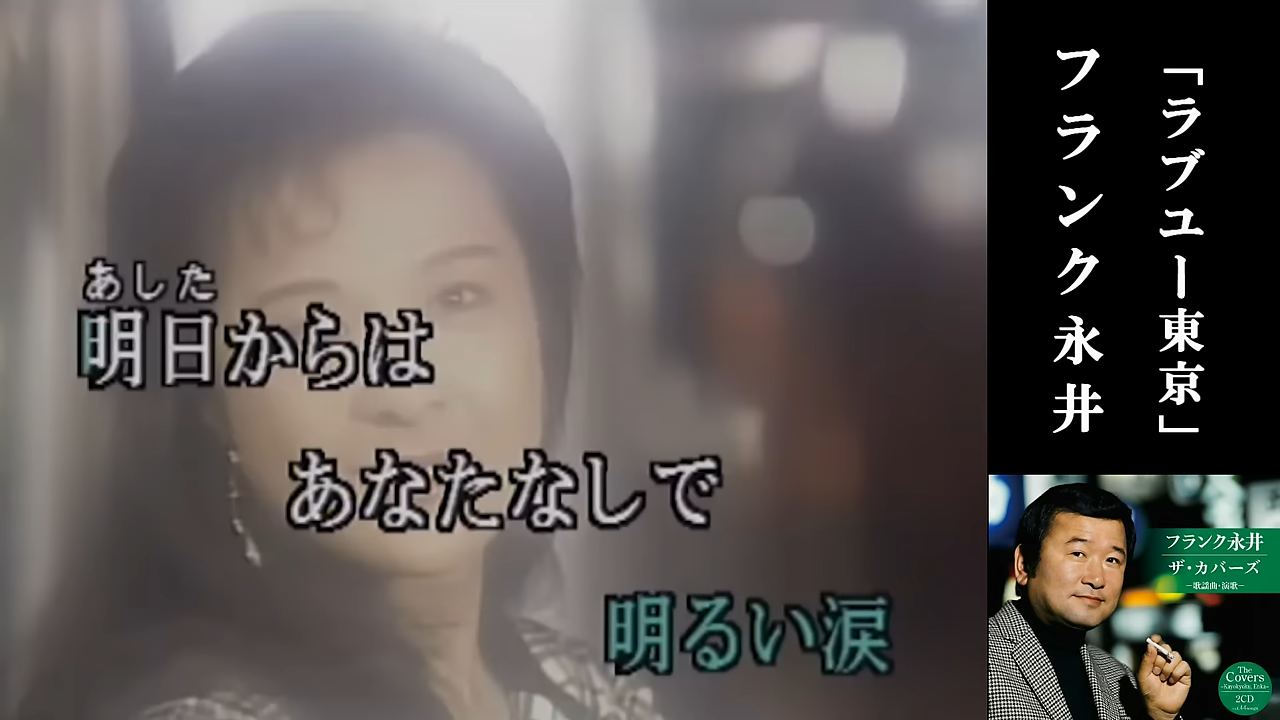 あした
明日からは
あなたなしで
明るい涙
「ラブユー東京」
フランク永井
フランク永井
ザ・カバーズ
−歌謡曲・演歌−
The
Covers
~Kayokyoku, Enka~
2CD